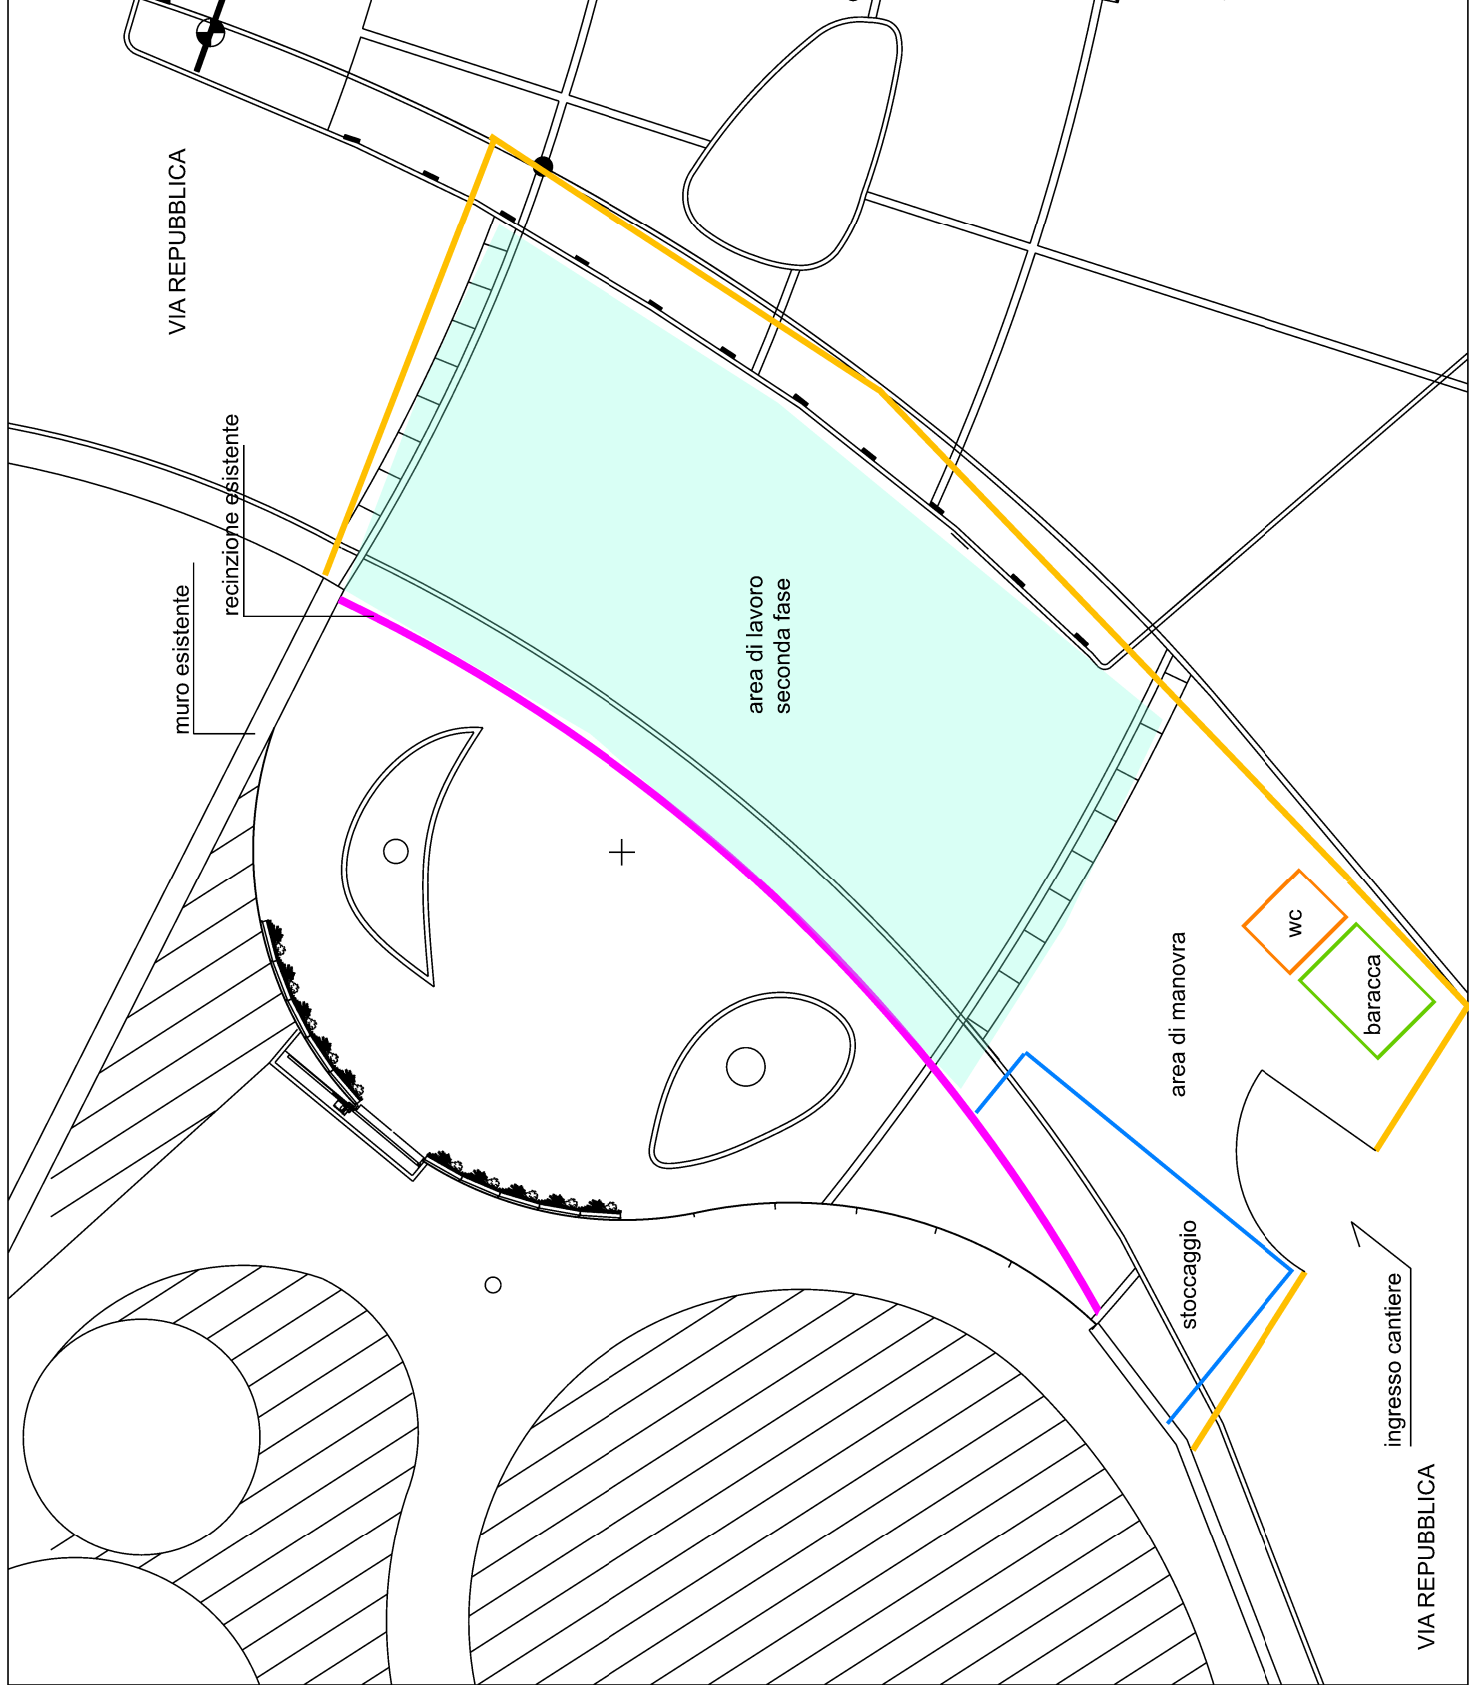 VIA REPUBBLICA
recinzione esistente
muro esistente
area di lavoro
seconda fase
wc
baracca
area di manovra
stoccaggio
ingresso cantiere
VIA REPUBBLICA